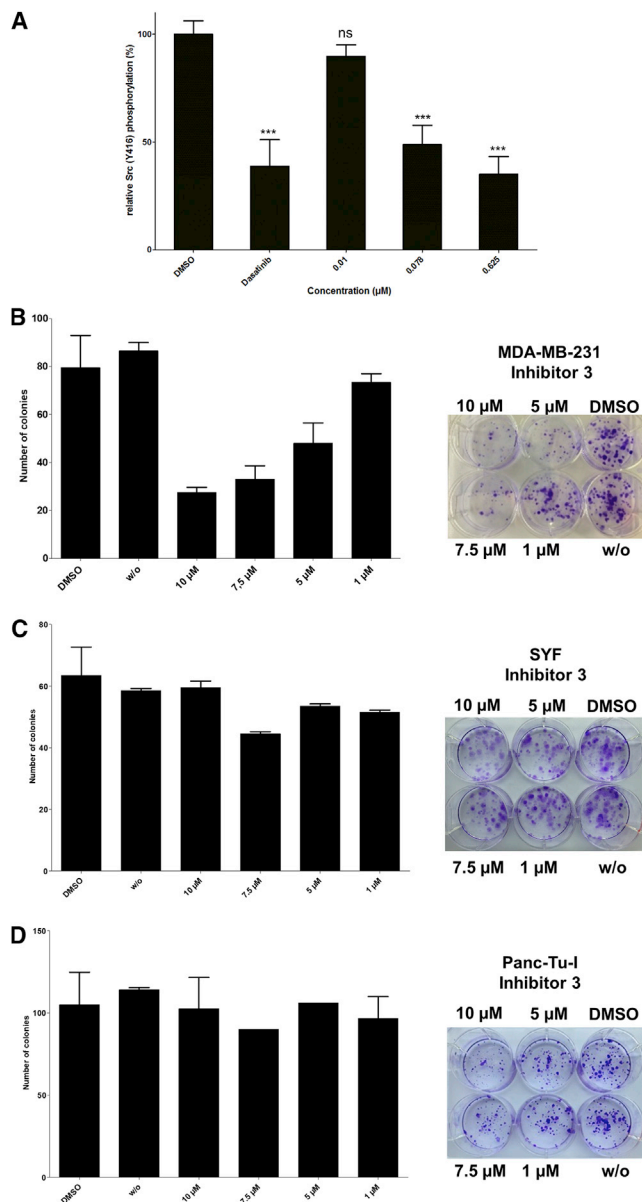 A
relative Src (Y416) phosphorylation (%)
100
50
0
***
ns
***
***
DMSO
Dasatinib
0.01
0.078
0.625
Concentration (µM)
B
Number of colonies
100
80
60
40
20
0
DMSO
w/o
10 µM
7,5 µM
5 µM
1 µM
MDA-MB-231
Inhibitor 3
10 µM 5 µM DMSO
7.5 µM 1 µM w/o
C
Number of colonies
80
60
40
20
0
DMSO
w/o
10 µM
7.5 µM
5 µM
1 µM
SYF
Inhibitor 3
10 µM 5 µM DMSO
7.5 µM 1 µM w/o
D
Number of colonies
150
100
50
0
DMSO
w/o
10 µM
7.5 µM
5 µM
1 µM
Panc-Tu-I
Inhibitor 3
10 µM 5 µM DMSO
7.5 µM 1 µM w/o